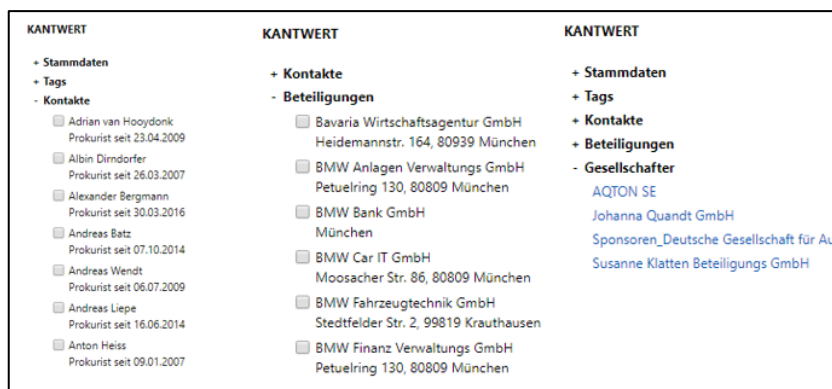 KANTWERT
+ Stammdaten
+ Tags
- Kontakte
Adrian van Hooydonk
Prokurist seit 23.04.2009
Albin Dirndorfer
Prokurist seit 26.03.2007
Alexander Bergmann
Prokurist seit 30.03.2016
Andreas Batz
Prokurist seit 07.10.2014
Andreas Wendt
Prokurist seit 06.07.2009
Andreas Liepe
Prokurist seit 16.06.2014
Anton Heiss
Prokurist seit 09.01.2007
KANTWERT
+ Kontakte
- Beteiligungen
Bavaria Wirtschaftsagentur GmbH
Heidemannstr. 164, 80939 München
BMW Anlagen Verwaltungs GmbH
Petuelring 130, 80809 München
BMW Bank GmbH
München
BMW Car IT GmbH
Moosacher Str. 86, 80809 München
BMW Fahrzeugtechnik GmbH
Stedtfelder Str. 2, 99819 Krauthausen
BMW Finanz Verwaltungs GmbH
Petuelring 130, 80809 München
KANTWERT
+ Stammdaten
+ Tags
+ Kontakte
+ Beteiligungen
- Gesellschafter
AQTON SE
Johanna Quandt GmbH
Sponsoren_Deutsche Gesellschaft für Au
Susanne Klatten Beteiligungs GmbH